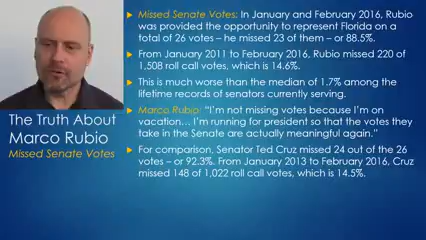 Missed Senate Votes: In January and February 2016, Rubio
was provided the opportunity to represent Florida on a
total of 26 votes – he missed 23 of them – or 88.5%.
From January 2011 to February 2016, Rubio missed 220 of
1,508 roll call votes, which is 14.6%.
This is much worse than the median of 1.7% among the
lifetime records of senators currently serving.
Marco Rubio: “I’m not missing votes because I’m on
vacation… I’m running for president so that the votes
they take in the Senate are actually meaningful again.”
For comparison, Senator Ted Cruz missed 24 out of the 26
votes – or 92.3%. From January 2013 to February 2016, Cruz
missed 148 of 1,022 roll call votes, which is 14.5%.
The Truth About
Marco Rubio
Missed Senate Votes